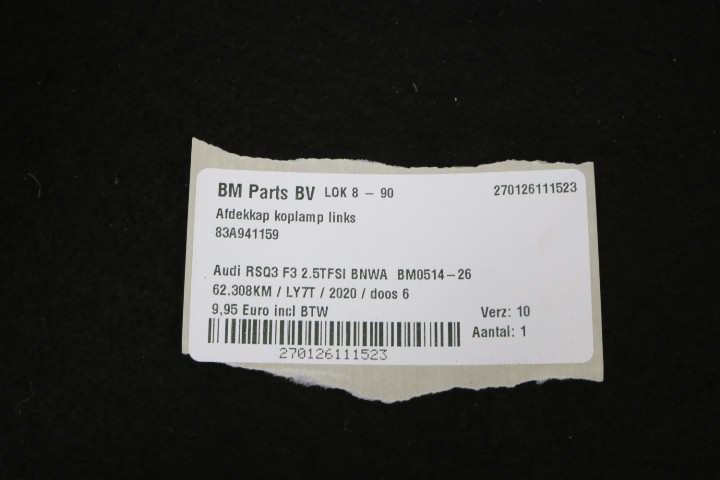 BM Parts BV LOK 8 - 90 270126111523
Afdekkap koplamp links
83A941159
Audi RSQ3 F3 2.5TFSI BNWA BM0514-26
62.308KM / LY7T / 2020 / doos 6
9,95 Euro incl BTW Verz: 10
Aantal: 1
270126111523